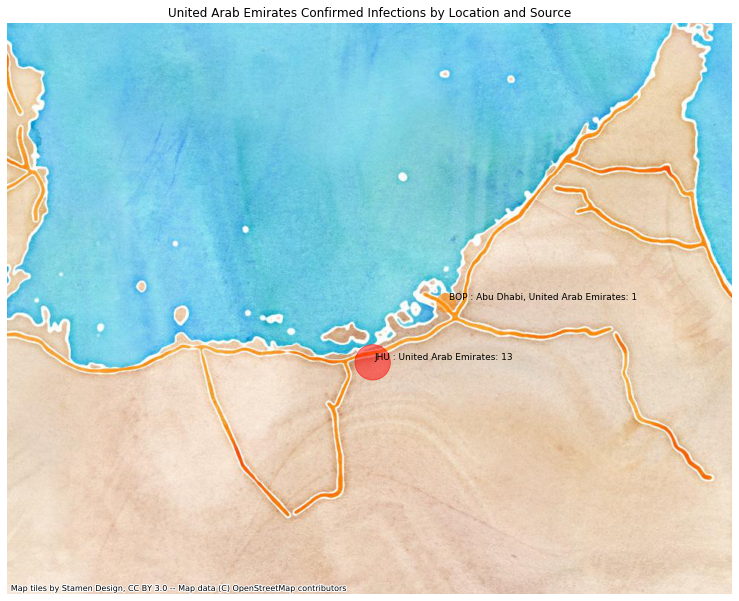 United Arab Emirates Confirmed Infections by Location and Source
BOP : Abu Dhabi, United Arab Emirates: 1
JHU : United Arab Emirates: 13
Map tiles by Stamen Design, CC BY 3.0 -- Map data (C) OpenStreetMap contributors